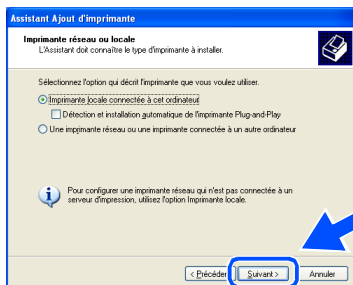 Assistant Ajout d'imprimante
Imprimante réseau ou locale
L'Assistant doit connaître le type d'imprimante à installer.
Sélectionnez l'option qui décrit l'imprimante que vous voulez utiliser.
Imprimante locale connectée à cet ordinateur
Détection et installation automatique de l'imprimante Plug-and-Play
Une imprimante réseau ou une imprimante connectée à un autre ordinateur
Pour configurer une imprimante réseau qui n'est pas connectée à un
serveur d'impression, utilisez l'option Imprimante locale.
< Précéden Suivant > Annuler